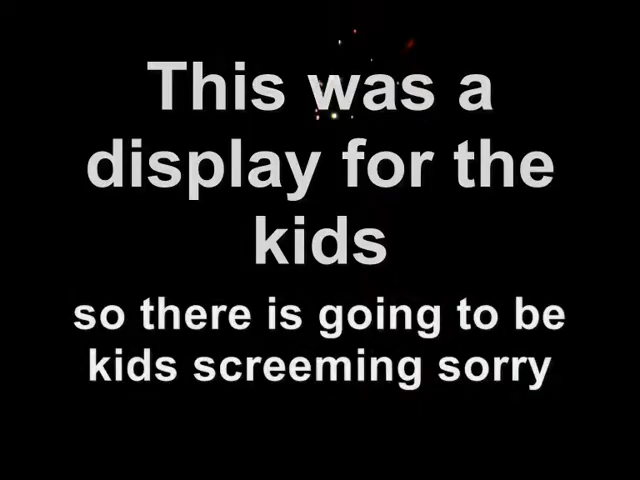 This was a
display for the
kids
so there is going to be
kids screeming sorry